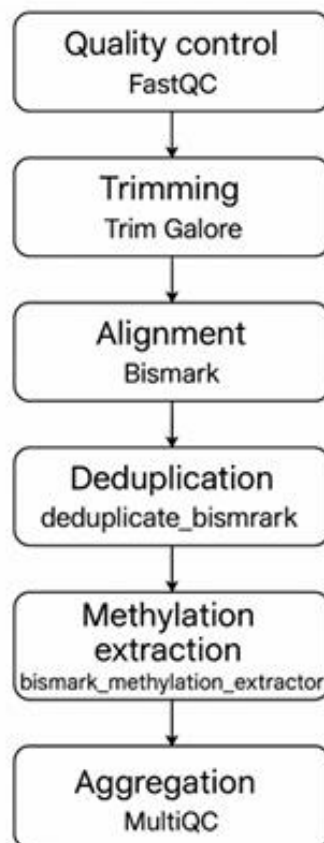 Quality control
FastQC
Trimming
Trim Galore
Alignment
Bismark
Deduplication
deduplicate_bismrark
Methylation
extraction
bismark_methylation_extractor
Aggregation
MultiQC